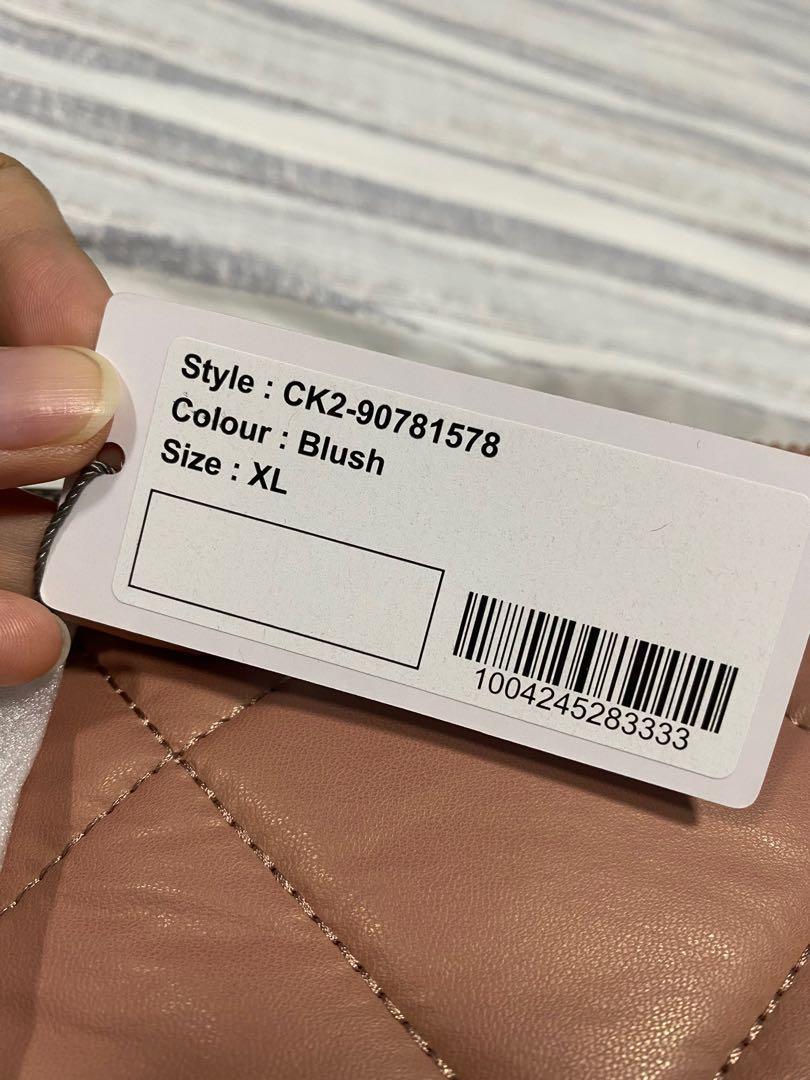 Style : CK2-90781578
Colour : Blush
Size : XL
1004245283333